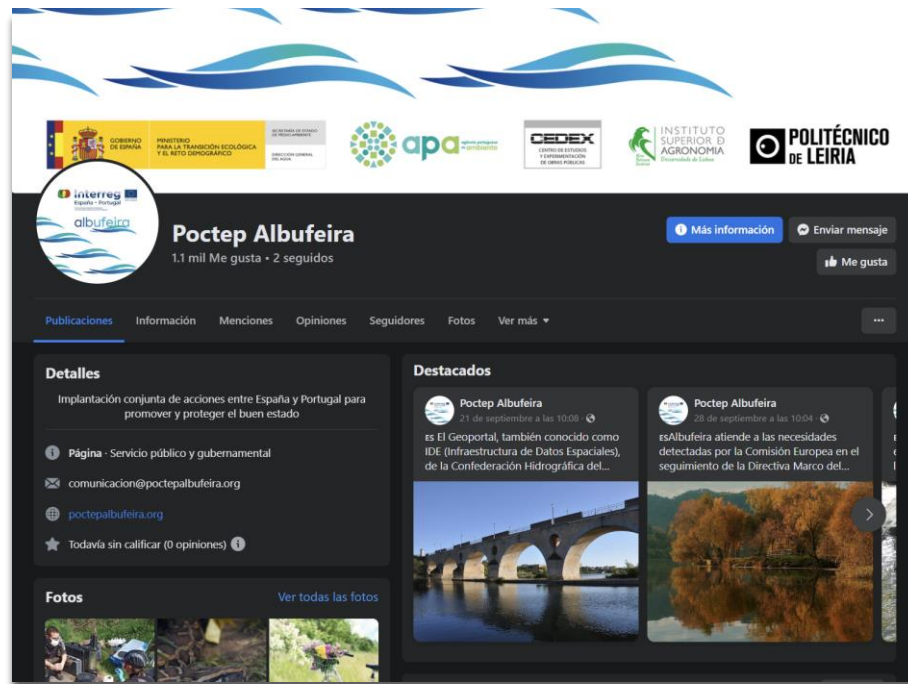 GOBIERNO
DE ESPAÑA
MINISTERIO
PARA LA TRANSICIÓN ECOLÓGICA
Y EL RETO DEMOGRÁFICO
SECRETARÍA DE ESTADO
DE MEDIO AMBIENTE
DIRECCIÓN GENERAL
DEL AGUA
apa
agência portuguesa
do ambiente
CEDEX
CENTRO DE ESTUDIOS
Y EXPERIMENTACIÓN
DE OBRAS PÚBLICAS
INSTITUTO
SUPERIOR D
AGRONOMIA
Universidade de Lisboa
POLITÉCNICO
DE LEIRIA
interreg
España - Portugal
albufeira
Poctep Albufeira
1.1 mil Me gusta • 2 seguidos
Más información
Enviar mensaje
Me gusta
Publicaciones Información Menciones Opiniones Seguidores Fotos Ver más
Detalles
Implantación conjunta de acciones entre España y Portugal para
promover y proteger el buen estado
Página · Servicio público y gubernamental
comunicacion@poctepalbufeira.org
poctepalbufeira.org
Todavía sin calificar (0 opiniones)
Fotos
Ver todas las fotos
Destacados
Poctep Albufeira
21 de septiembre a las 10:08 ·
ES El Geoportal, también conocido como
IDE (Infraestructura de Datos Espaciales),
de la Confederación Hidrográfica del...
Poctep Albufeira
28 de septiembre a las 10:04 ·
ESAlbufeira atiende a las necesidades
detectadas por la Comisión Europea en el
seguimiento de la Directiva Marco del...